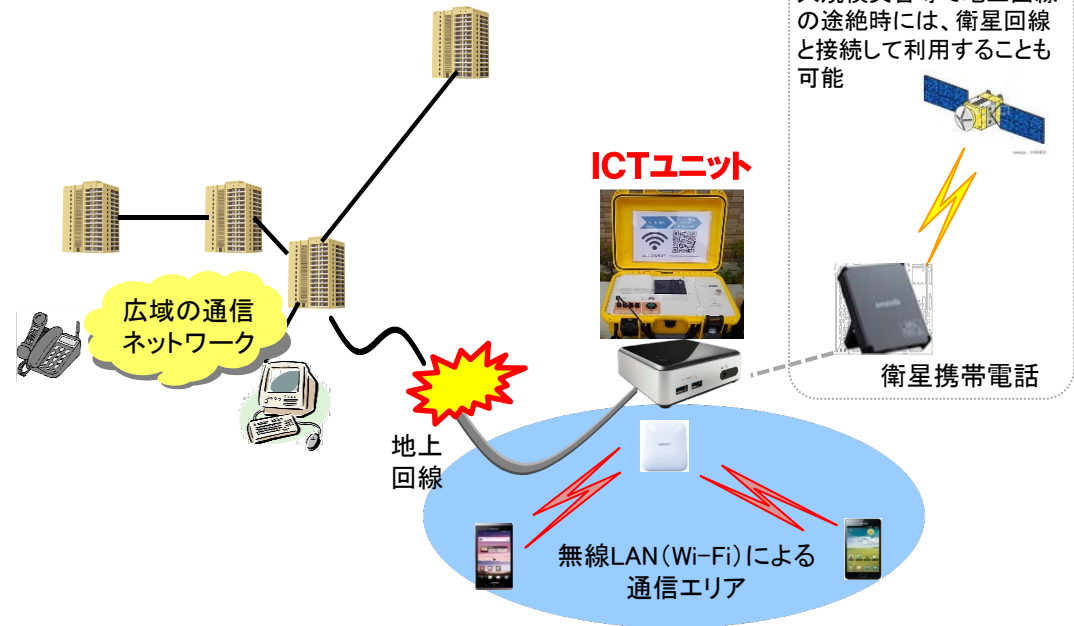 の途絶時には、衛星回線
と接続して利用することも
可能
ICTユニット
広域の通信
ネットワーク
衛星携帯電話
地上
回線
無線LAN(Wi-Fi)による
通信エリア